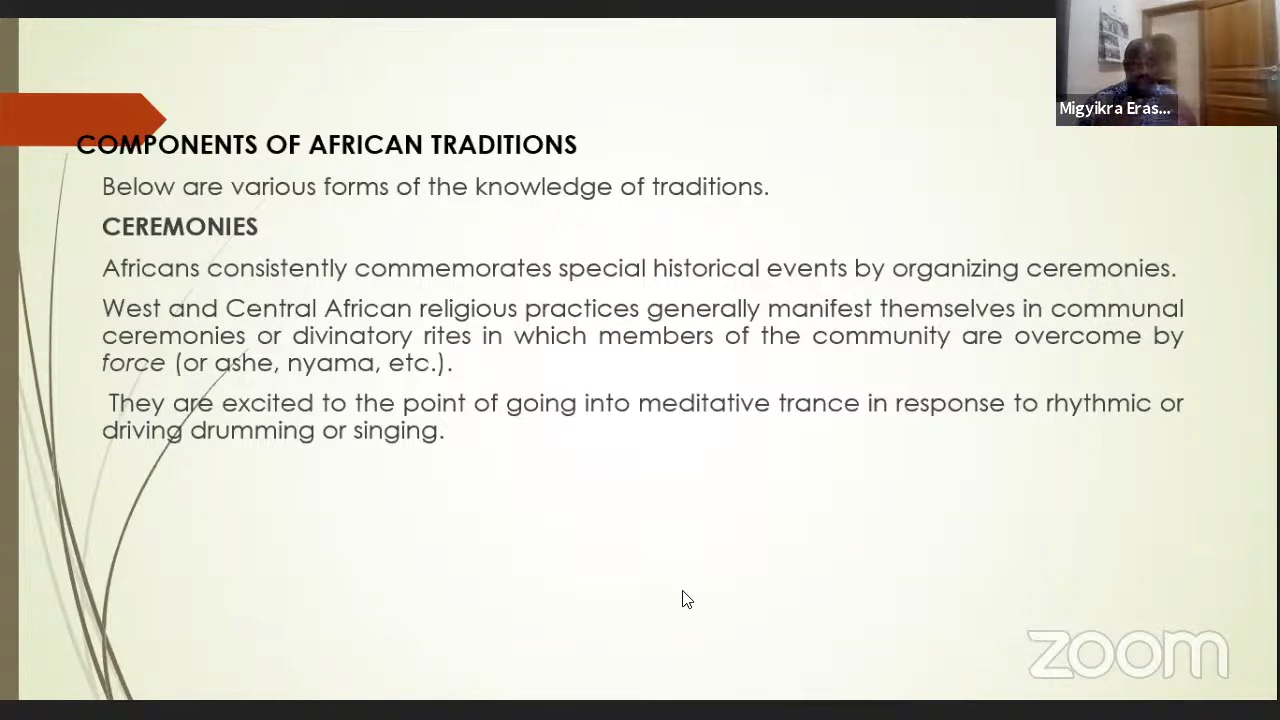 Migyikra Eras...
COMPONENTS OF AFRICAN TRADITIONS
Below are various forms of the knowledge of traditions.
CEREMONIES
Africans consistently commemorates special historical events by organizing ceremonies.
West and Central African religious practices generally manifest themselves in communal
ceremonies or divinatory rites in which members of the community are overcome by
force (or ashe, nyama, etc.).
They are excited to the point of going into meditative trance in response to rhythmic or
driving drumming or singing.
zoom